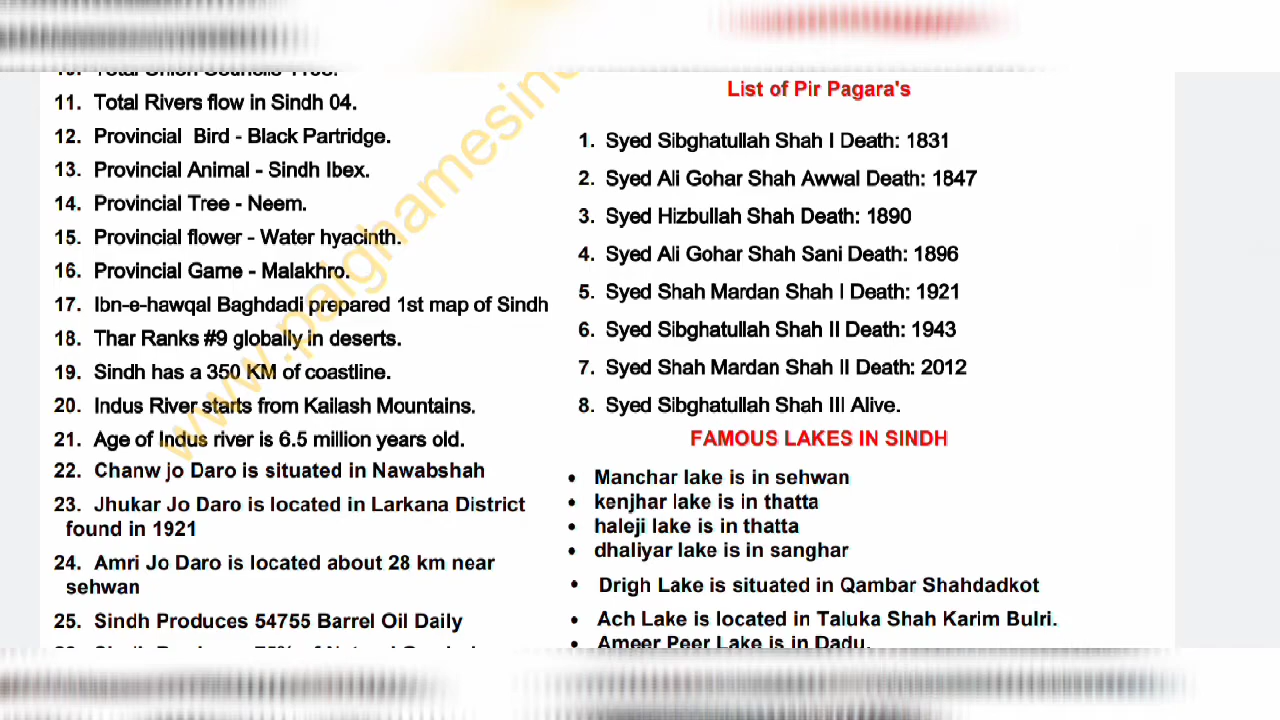 11. Total Rivers flow in Sindh 04.
12. Provincial Bird - Black Partridge.
13. Provincial Animal - Sindh Ibex.
14. Provincial Tree - Neem.
15. Provincial flower - Water hyacinth.
16. Provincial Game - Malakhro.
17. Ibn-e-hawqal Baghdadi prepared 1st map of Sindh
18. Thar Ranks #9 globally in deserts.
19. Sindh has a 350 KM of coastline.
20. Indus River starts from Kailash Mountains.
21. Age of Indus river is 6.5 million years old.
22. Chanw jo Daro is situated in Nawabshah
23. Jhukar Jo Daro is located in Larkana District
found in 1921
24. Amri Jo Daro is located about 28 km near
sehwan
25. Sindh Produces 54755 Barrel Oil Daily
List of Pir Pagara's
1. Syed Sibghatullah Shah I Death: 1831
2. Syed Ali Gohar Shah Awwal Death: 1847
3. Syed Hizbullah Shah Death: 1890
4. Syed Ali Gohar Shah Sani Death: 1896
5. Syed Shah Mardan Shah I Death: 1921
6. Syed Sibghatullah Shah II Death: 1943
7. Syed Shah Mardan Shah II Death: 2012
8. Syed Sibghatullah Shah III Alive.
FAMOUS LAKES IN SINDH
• Manchar lake is in sehwan
• kenjhar lake is in thatta
• haleji lake is in thatta
• dhaliyar lake is in sanghar
• Drigh Lake is situated in Qambar Shahdadkot
• Ach Lake is located in Taluka Shah Karim Bulri.
• Ameer Peer Lake is in Dadu.
www.paighamesin